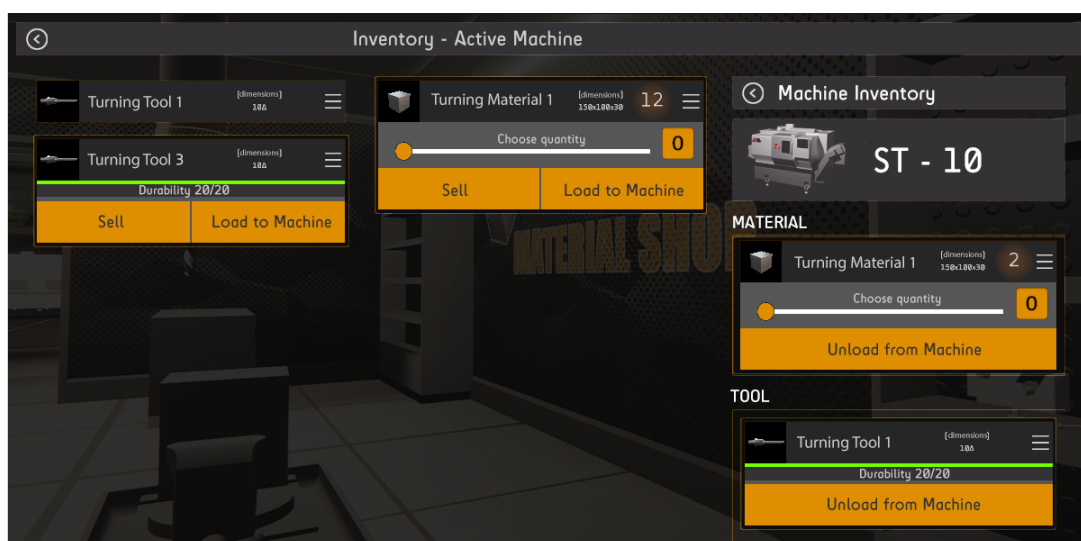 Inventory - Active Machine
Turning Tool 1
[dimensions]
10Δ
Turning Tool 3
[dimensions]
10Δ
Durability 20/20
Sell
Load to Machine
Turning Material 1
[dimensions]
150x100x30
12
Choose quantity
0
Sell
Load to Machine
MATERIAL SHOP
Machine Inventory
ST - 10
MATERIAL
Turning Material 1
[dimensions]
150x100x30
2
Choose quantity
0
Unload from Machine
TOOL
Turning Tool 1
[dimensions]
10Δ
Durability 20/20
Unload from Machine